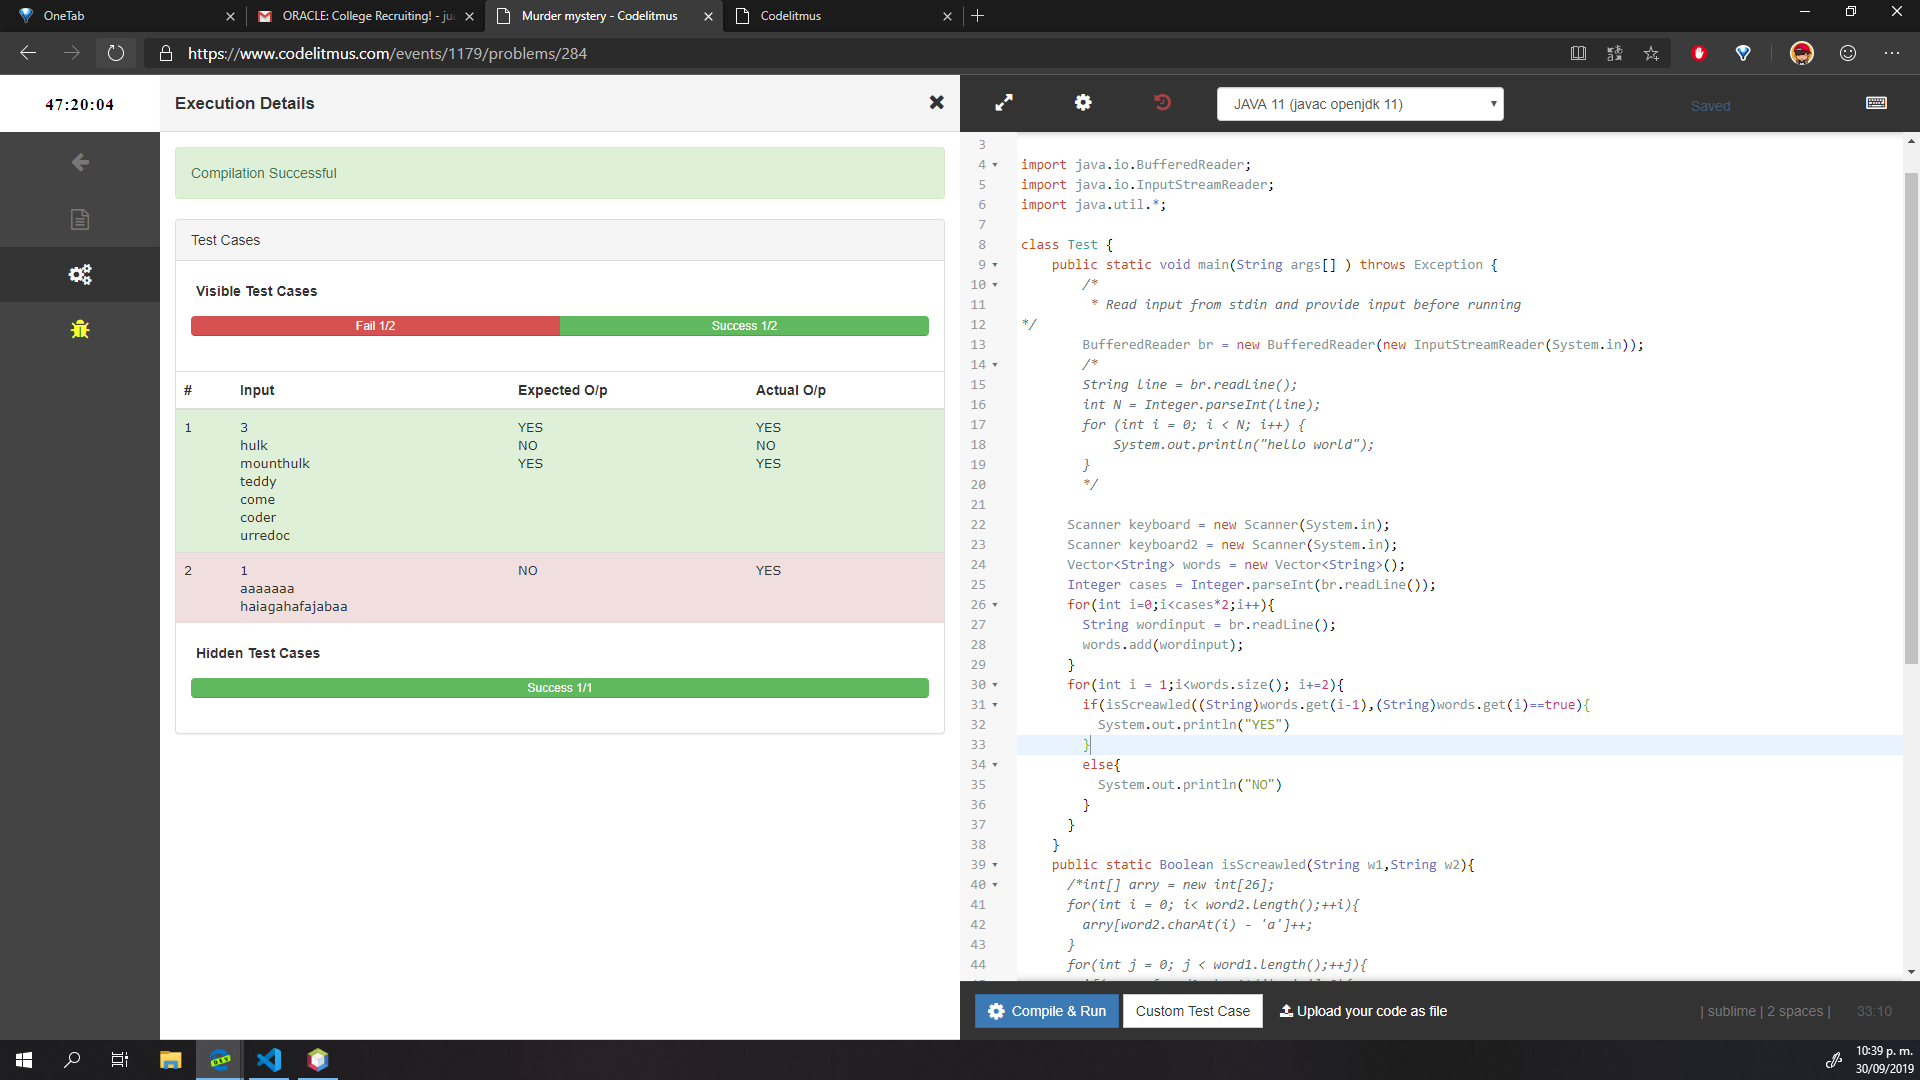 OneTab
ORACLE: College Recruiting! - jua
Murder mystery - Codelitmus
Codelitmus
https://www.codelitmus.com/events/1179/problems/284
47:20:04
Execution Details
JAVA 11 (javac openjdk 11)
Saved
Compilation Successful
Test Cases
Visible Test Cases
Fail 1/2
Success 1/2
# Input Expected O/p Actual O/p
1 3 YES YES
hulk NO NO
mounthulk YES YES
teddy
come
coder
urredoc
2 1 NO YES
aaaaaaa
haiagahafajabaa
Hidden Test Cases
Success 1/1
3
4 import java.io.BufferedReader;
5 import java.io.InputStreamReader;
6 import java.util.*;
7
8 class Test {
9 public static void main(String args[] ) throws Exception {
10 /*
11 * Read input from stdin and provide input before running
12 */
13 BufferedReader br = new BufferedReader(new InputStreamReader(System.in));
14 /*
15 String line = br.readLine();
16 int N = Integer.parseInt(line);
17 for (int i = 0; i < N; i++) {
18 System.out.println("hello world");
19 }
20 */
21
22 Scanner keyboard = new Scanner(System.in);
23 Scanner keyboard2 = new Scanner(System.in);
24 Vector<String> words = new Vector<String>();
25 Integer cases = Integer.parseInt(br.readLine());
26 for(int i=0;i<cases*2;i++){
27 String wordinput = br.readLine();
28 words.add(wordinput);
29 }
30 for(int i = 1;i<words.size(); i+=2){
31 if(isScreawled((String)words.get(i-1),(String)words.get(i)==true){
32 System.out.println("YES")
33 }
34 else{
35 System.out.println("NO")
36 }
37 }
38 }
39 public static Boolean isScreawled(String w1,String w2){
40 /*int[] arry = new int[26];
41 for(int i = 0; i< word2.length();++i){
42 arry[word2.charAt(i) - 'a']++;
43 }
44 for(int j = 0; j < word1.length();++j){
Compile & Run
Custom Test Case
Upload your code as file
| sublime | 2 spaces |
33:10
DEV
10:39 p. m.
30/09/2019